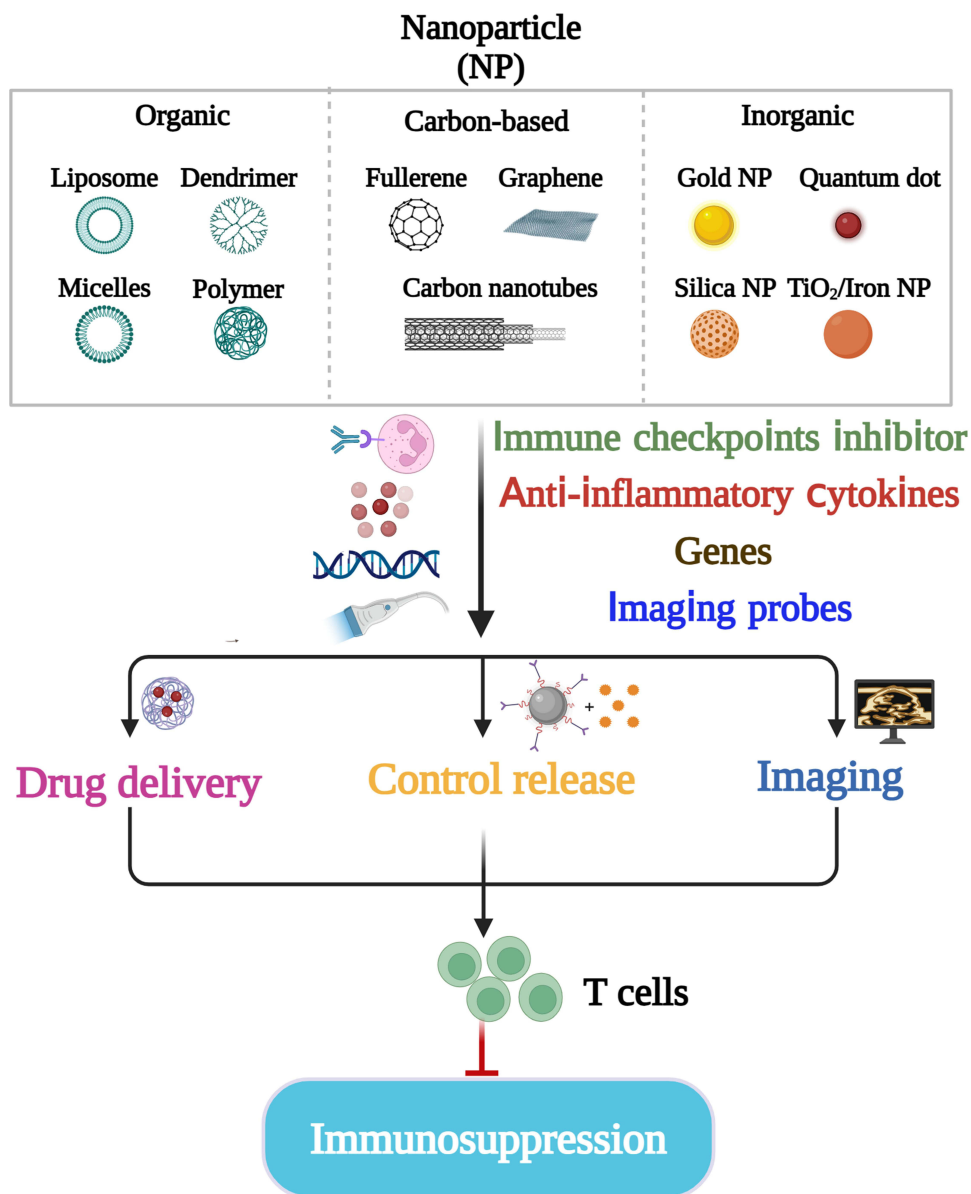 Nanoparticle
(NP)
Organic
Carbon-based
Inorganic
Liposome Dendrimer
Fullerene Graphene
Gold NP Quantum dot
Micelles Polymer
Carbon nanotubes
Silica NP TiO₂/Iron NP
Immune checkpoints inhibitor
Anti-inflammatory cytokines
Genes
Imaging probes
+
Drug delivery
Control release
Imaging
T cells
Immunosuppression